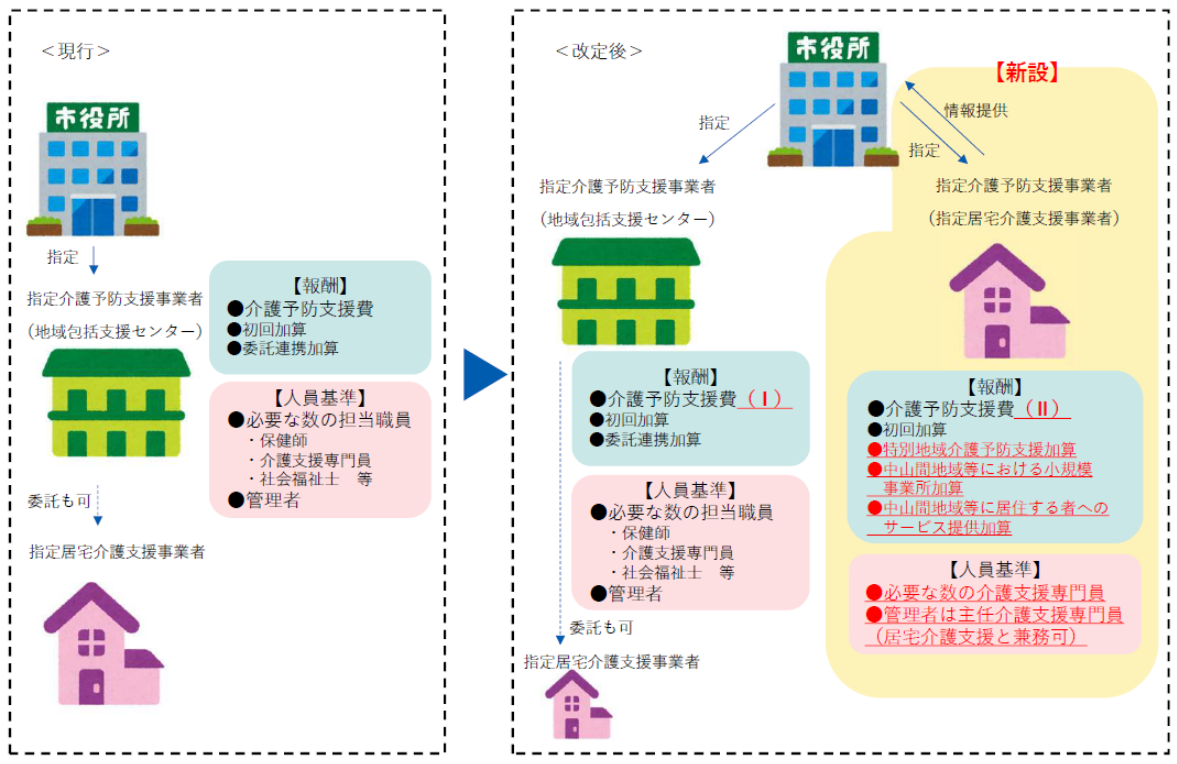 ＜現行＞
市役所
指定
指定介護予防支援事業者
（地域包括支援センター）
【報酬】
●介護予防支援費
●初回加算
●委託連携加算
【人員基準】
●必要な数の担当職員
・保健師
・介護支援専門員
・社会福祉士　等
●管理者
委託も可
指定居宅介護支援事業者
＜改定後＞
市役所
【新設】
指定
情報提供
指定
指定介護予防支援事業者
（地域包括支援センター）
【報酬】
●介護予防支援費（Ⅰ）
●初回加算
●委託連携加算
【人員基準】
●必要な数の担当職員
・保健師
・介護支援専門員
・社会福祉士　等
●管理者
委託も可
指定居宅介護支援事業者
指定介護予防支援事業者
（指定居宅介護支援事業者）
【報酬】
●介護予防支援費（Ⅱ）
●初回加算
●特別地域介護予防支援加算
●中山間地域等における小規模
事業所加算
●中山間地域等に居住する者への
サービス提供加算
【人員基準】
●必要な数の介護支援専門員
●管理者は主任介護支援専門員
（居宅介護支援と兼務可）